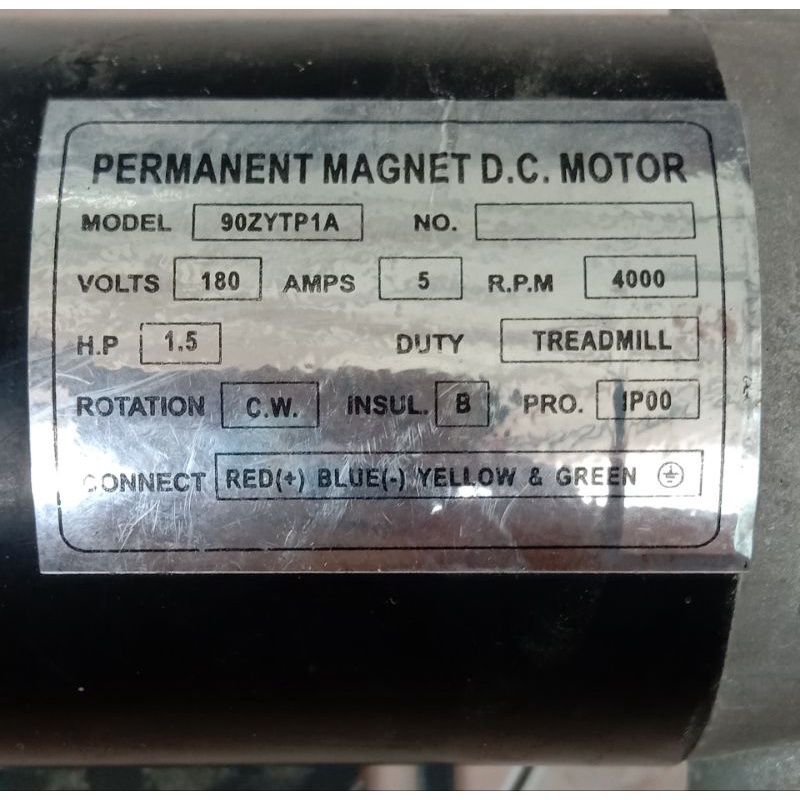 PERMANENT MAGNET D.C. MOTOR
MODEL 90ZYTP1A NO.
VOLTS 180 AMPS 5 R.P.M 4000
H.P 1.5 DUTY TREADMILL
ROTATION C.W. INSUL. B PRO. IP00
CONNECT RED(+) BLUE(-) YELLOW & GREEN ⏚